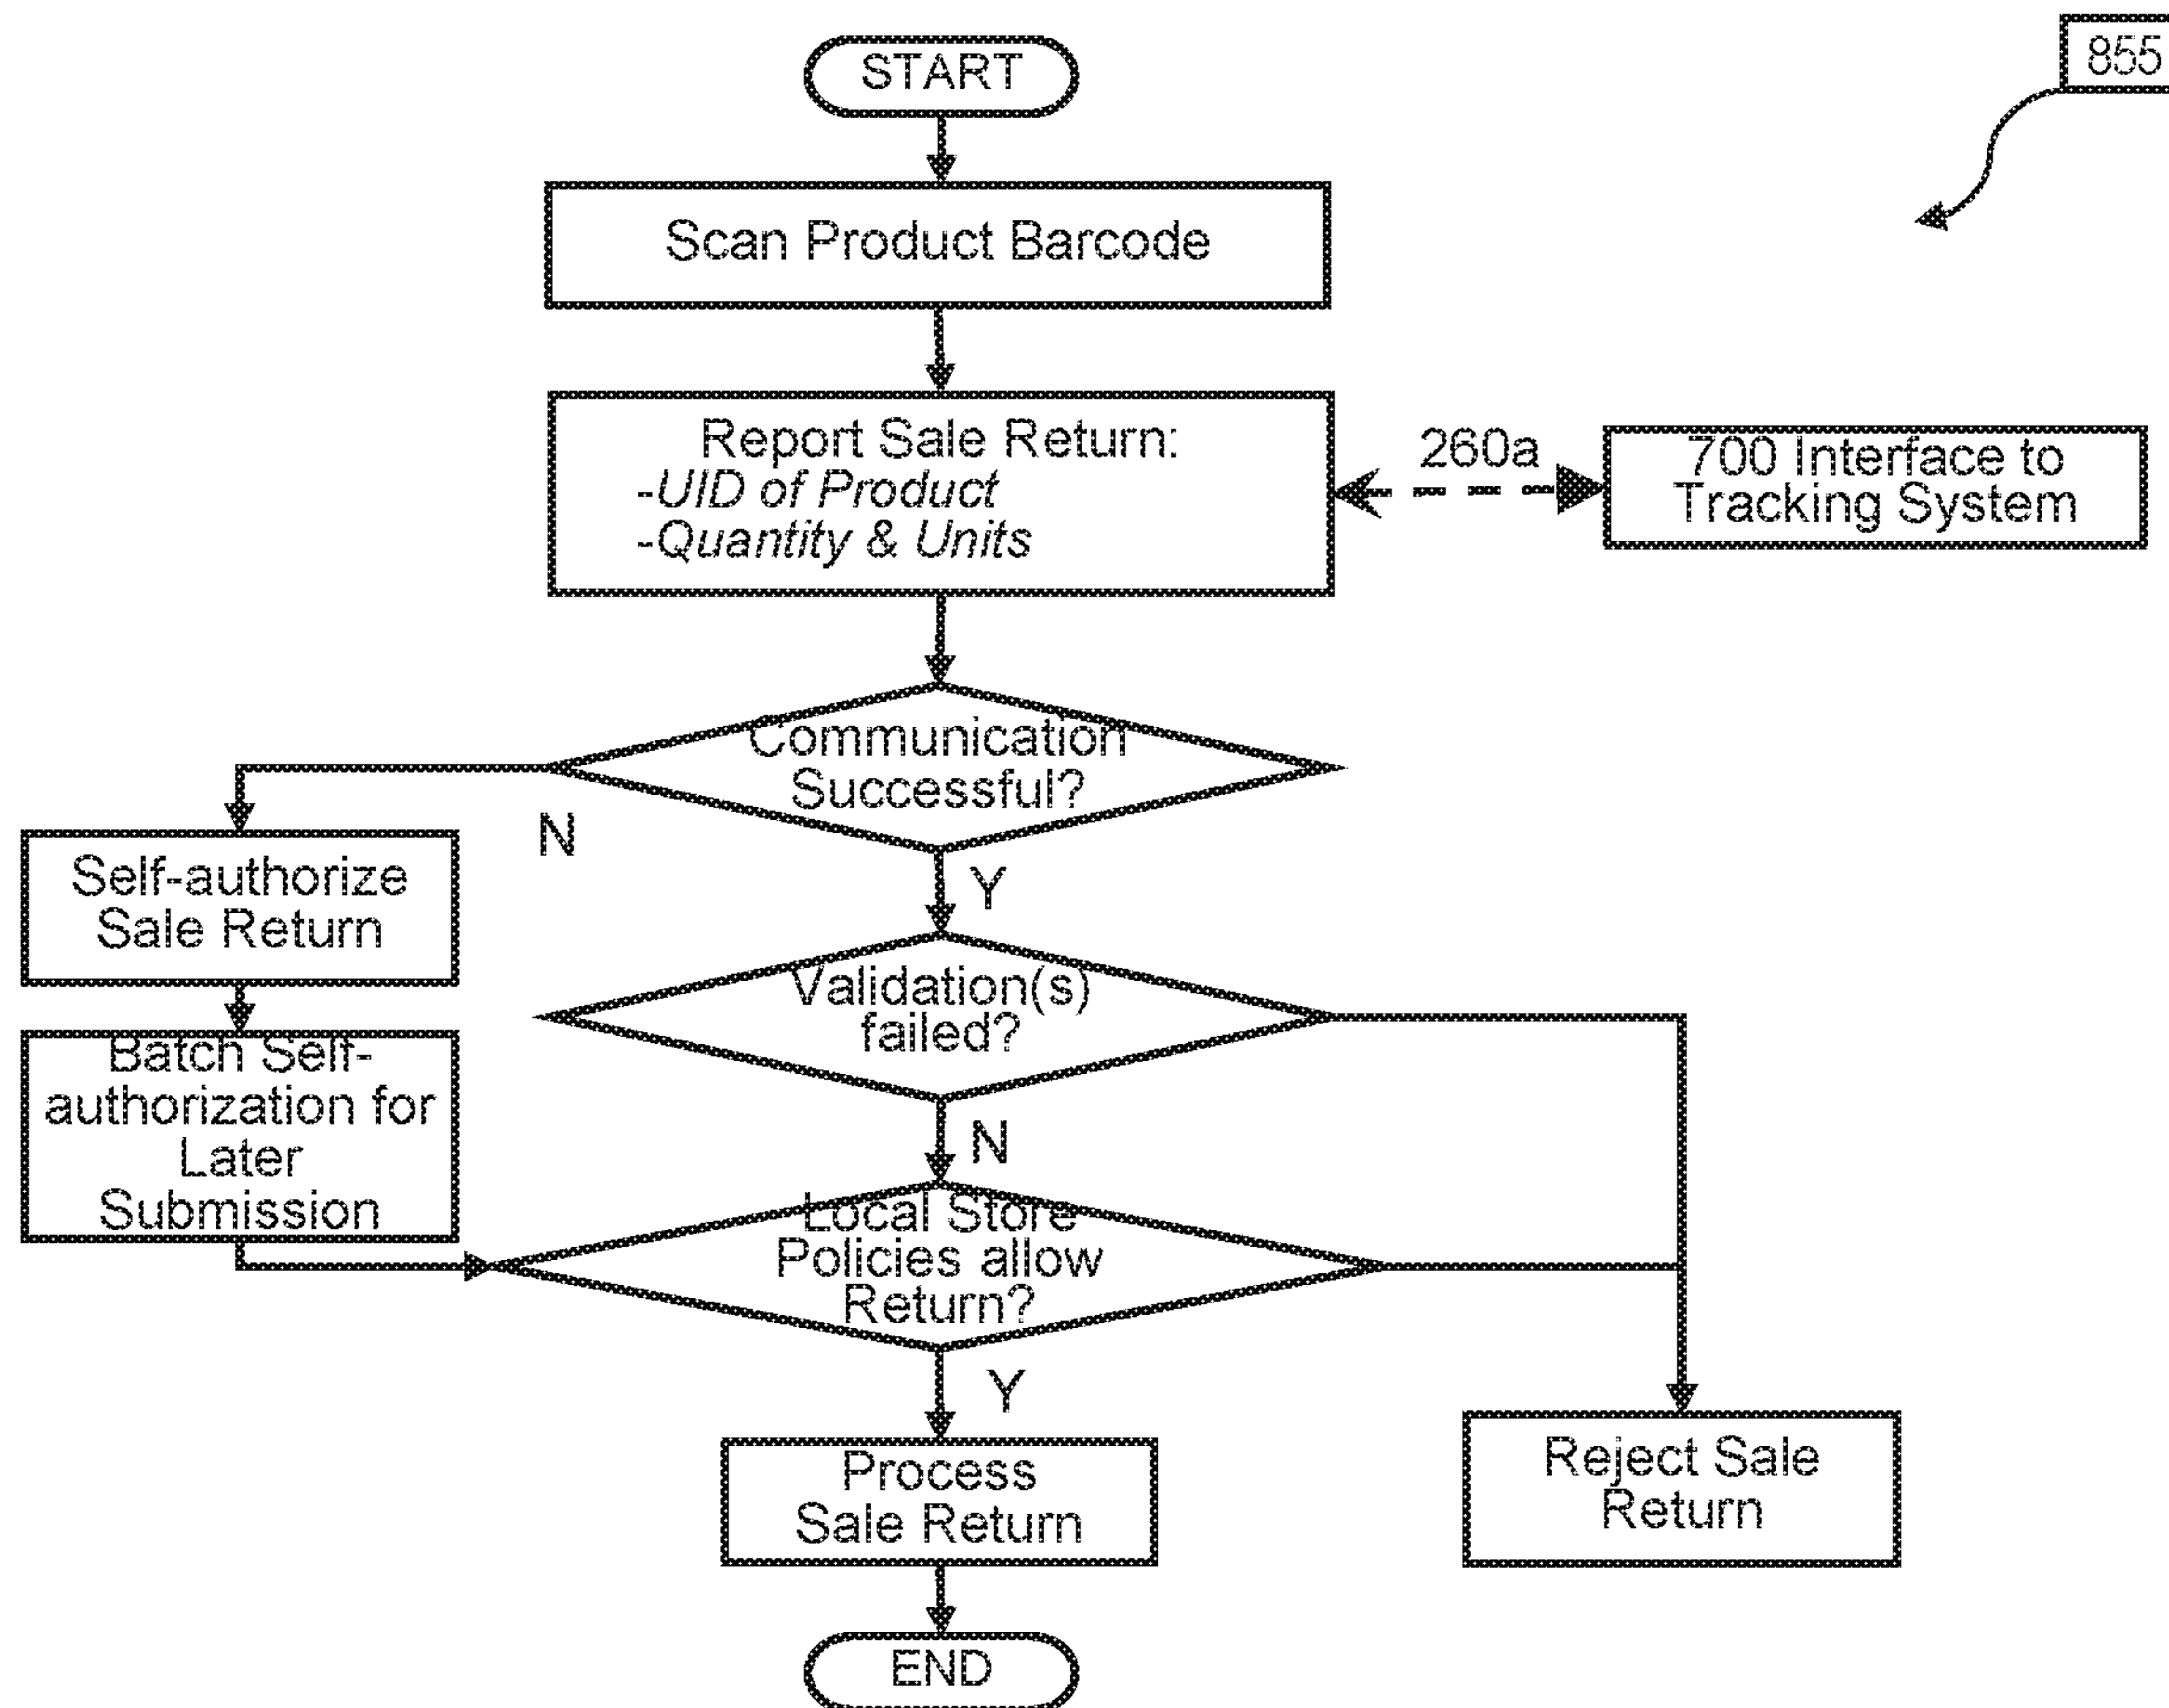 START
855
Scan Product Barcode
Report Sale Return:
-UID of Product
-Quantity & Units
260a
700 Interface to
Tracking System
Communication
Successful?
N
Y
Self-authorize
Sale Return
Validation(s)
failed?
Batch Self-
authorization for
Later
Submission
N
Local Store
Policies allow
Return?
Y
Process
Sale Return
Reject Sale
Return
END